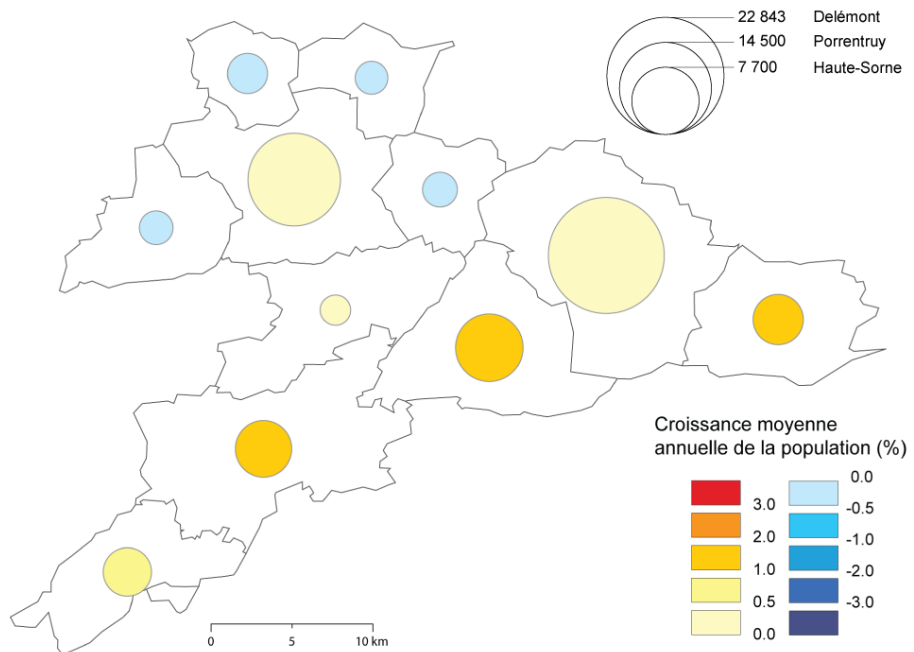 22 843 Delémont
14 500 Porrentruy
7 700 Haute-Sorne
Croissance moyenne
annuelle de la population (%)
0.0
3.0 -0.5
2.0 -1.0
1.0 -2.0
0.5 -3.0
0.0
0 5 10 km